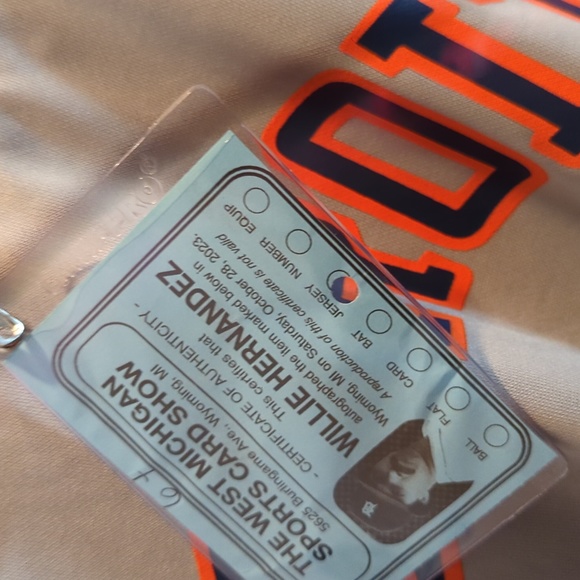 THE WEST MICHIGAN
SPORTS CARD SHOW
5625 Burlingame Ave., Wyoming MI
- CERTIFICATE OF AUTHENTICITY -
This certifies that
WILLIE HERNANDEZ
autographed the item marked below in
Wyoming MI on Saturday, October 28, 2023.
A reproduction of this certificate is not valid
BALL FLAT CARD BAT JERSEY NUMBER EQUIP